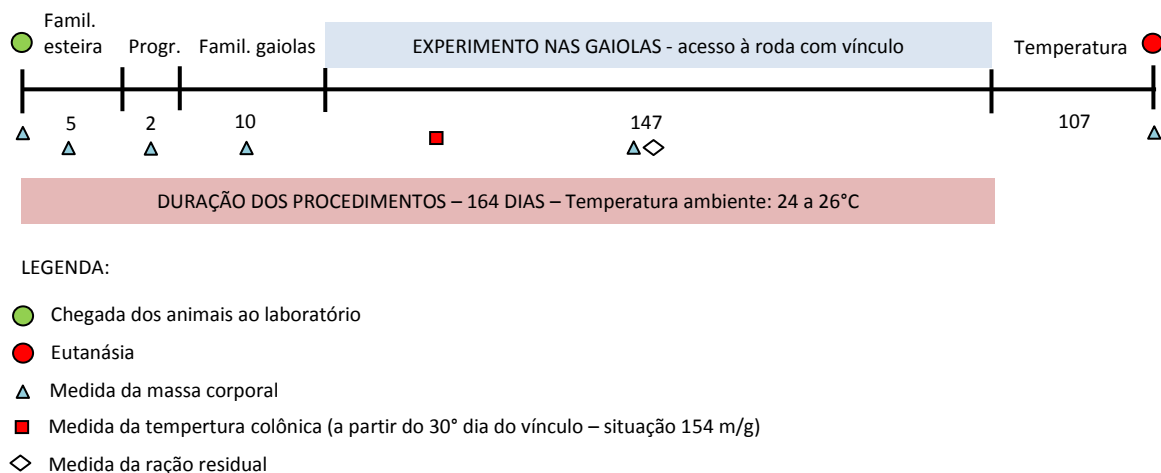 Famil.
esteira
Progr.
Famil. gaiolas
EXPERIMENTO NAS GAIOLAS - acesso à roda com vínculo
Temperatura
5
2
10
147
107
DURAÇÃO DOS PROCEDIMENTOS – 164 DIAS – Temperatura ambiente: 24 a 26°C
LEGENDA:
Chegada dos animais ao laboratório
Eutanásia
Medida da massa corporal
Medida da tempertura colônica (a partir do 30° dia do vínculo – situação 154 m/g)
Medida da ração residual